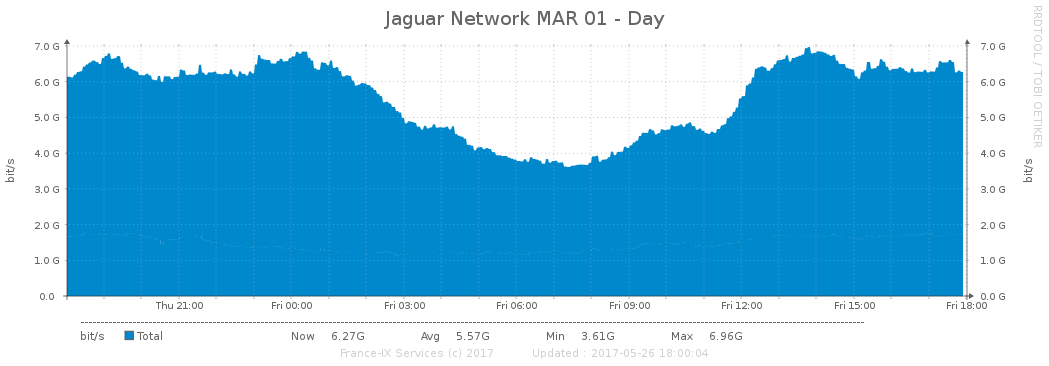 Jaguar Network MAR 01 - Day
RRDTOOL / TOBI OETIKER
7.0 G 7.0 G
6.0 G 6.0 G
5.0 G 5.0 G
4.0 G 4.0 G
3.0 G 3.0 G
2.0 G 2.0 G
1.0 G 1.0 G
0.0 0.0 G
bit/s bit/s
Thu 21:00 Fri 00:00 Fri 03:00 Fri 06:00 Fri 09:00 Fri 12:00 Fri 15:00 Fri 18:00
bit/s Total Now 6.27G Avg 5.57G Min 3.61G Max 6.96G
France-IX Services (c) 2017 Updated : 2017-05-26 18:00:04